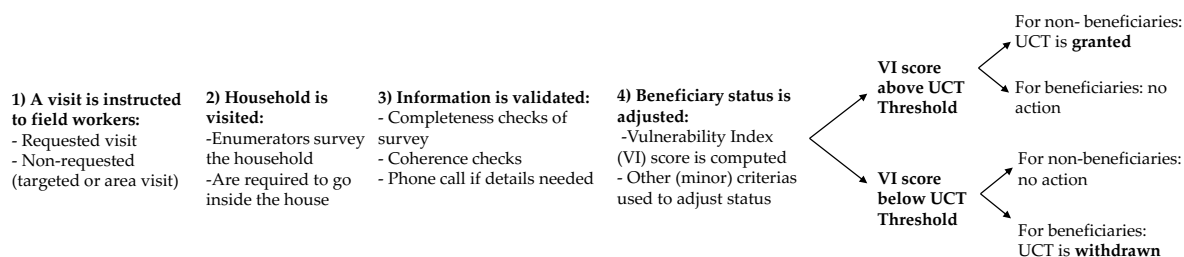 1) A visit is instructed
to field workers:
- Requested visit
- Non-requested
(targeted or area visit)
2) Household is
visited:
-Enumerators survey
the household
-Are required to go
inside the house
3) Information is validated:
- Completeness checks of
survey
- Coherence checks
- Phone call if details needed
4) Beneficiary status is
adjusted:
-Vulnerability Index
(VI) score is computed
- Other (minor) criterias
used to adjust status
VI score
above UCT
Threshold
For non- beneficiaries:
UCT is granted
For beneficiaries: no
action
VI score
below UCT
Threshold
For non-beneficiaries:
no action
For beneficiaries:
UCT is withdrawn